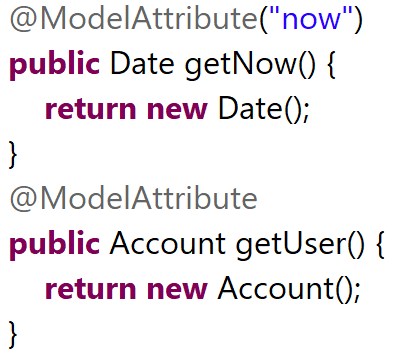 @ModelAttribute("now")
public Date getNow() {
    return new Date();
}
@ModelAttribute
public Account getUser() {
    return new Account();
}